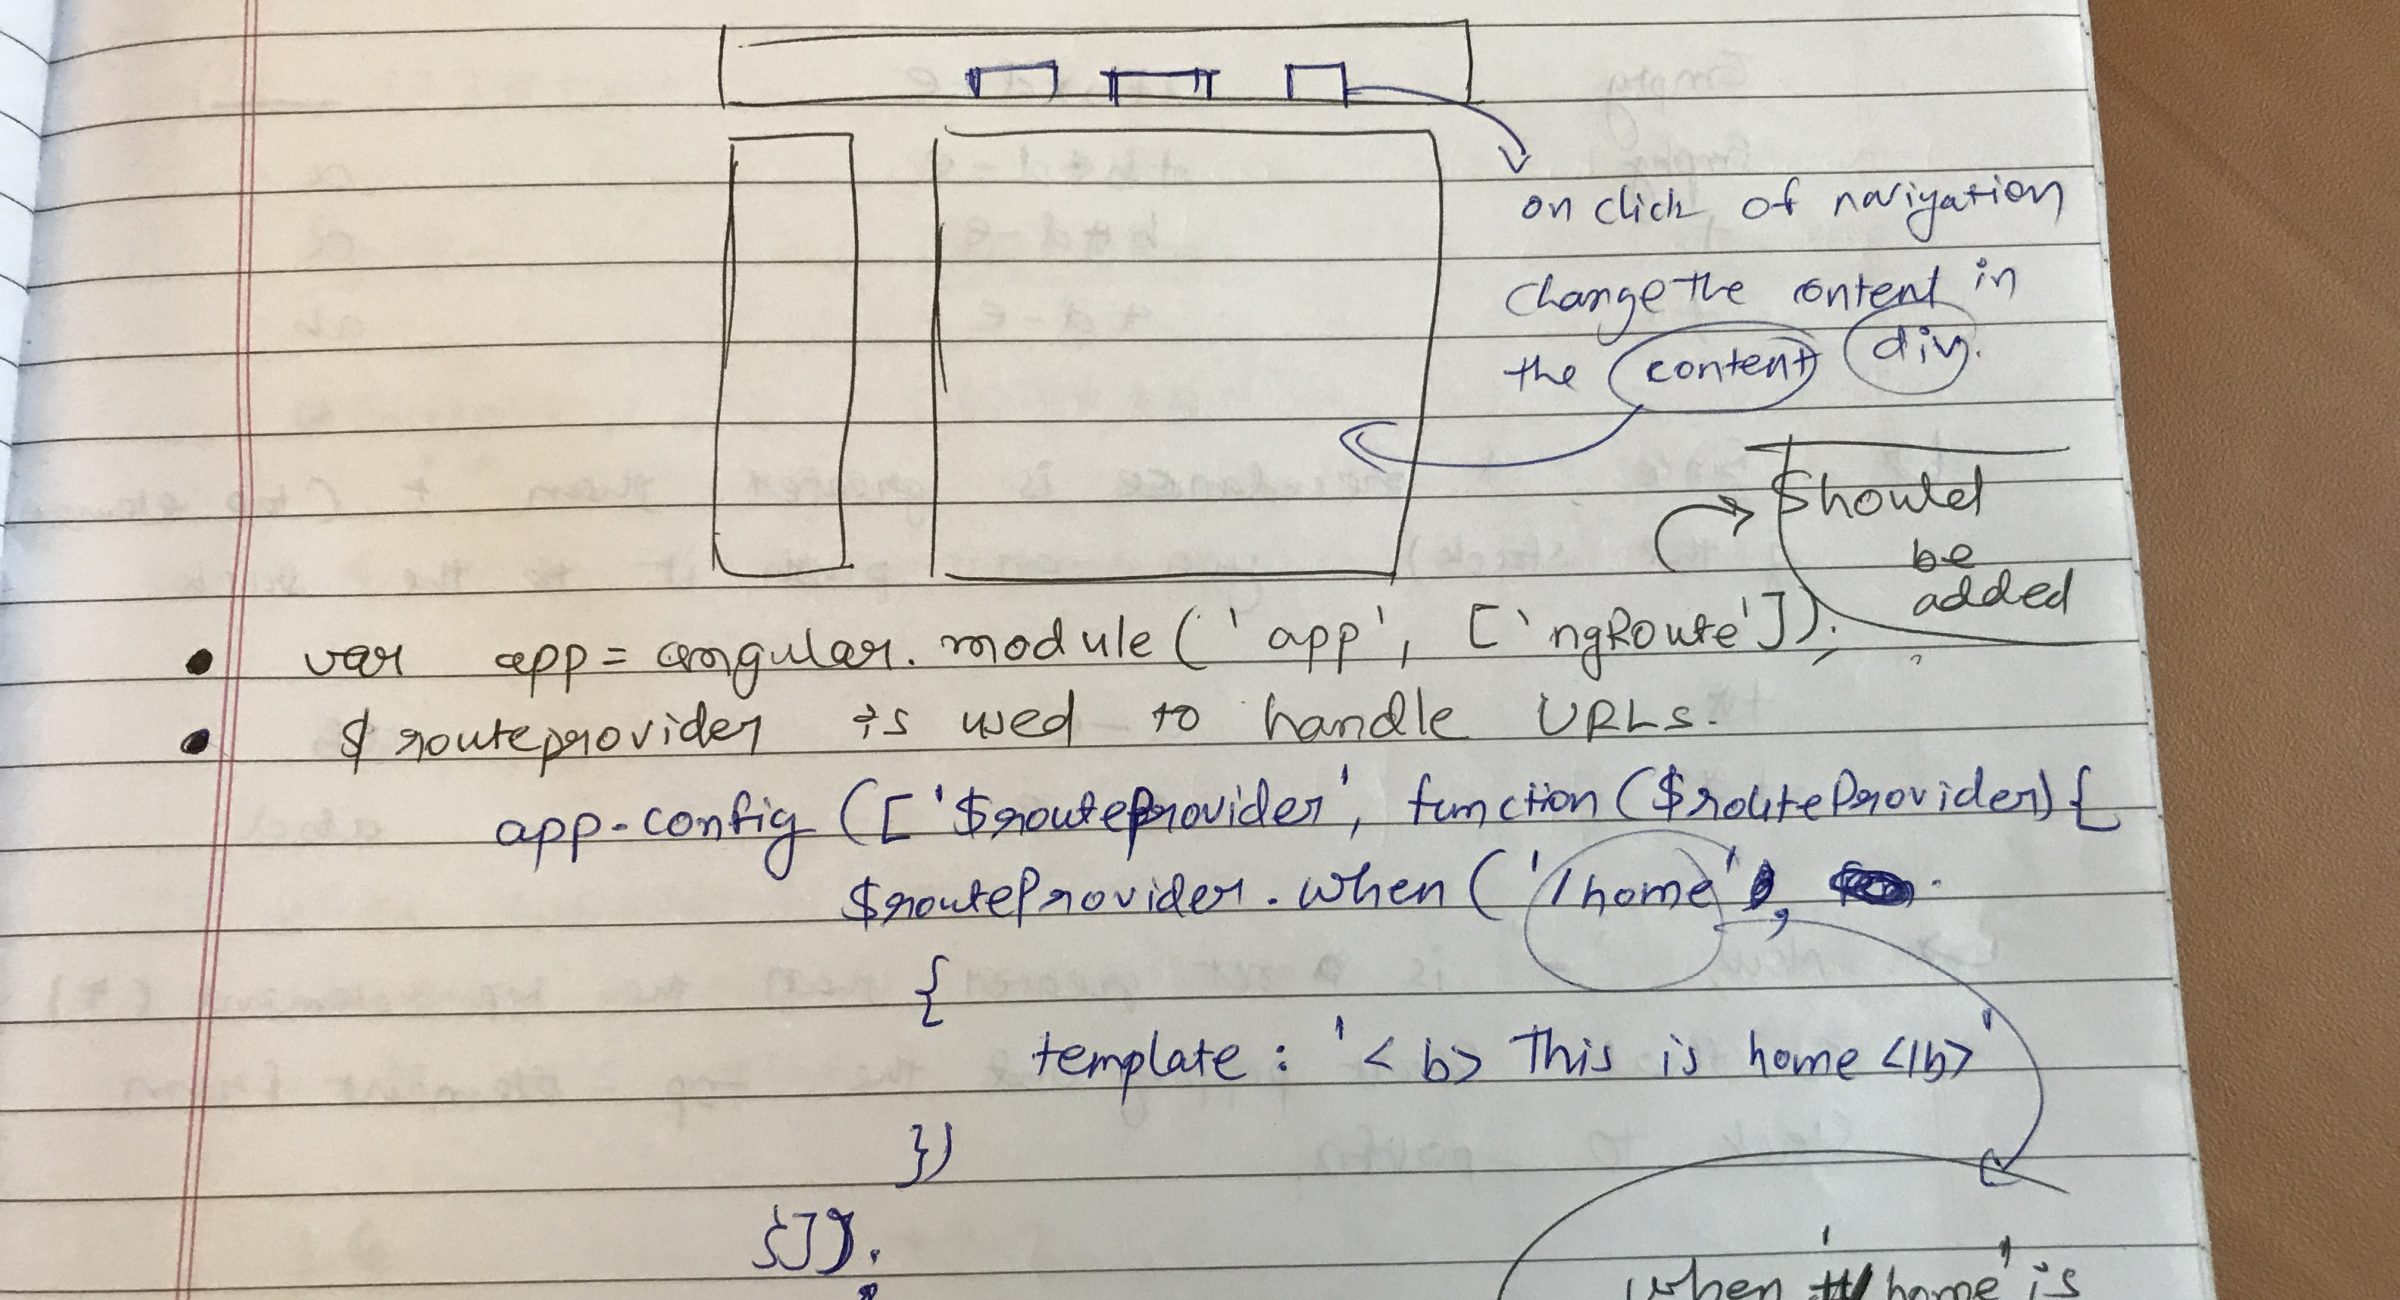 on click of navigation
change the content in
the content div.
Should
be
added
• var app = angular.module('app', ['ngRoute']);
• $routeprovider is used to handle URLs.
app.config(['$routeProvider', function($routeProvider){
$routeProvider.when('/home',
{
template: '<b> This is home </b>'
})
}]);
when #/home' is